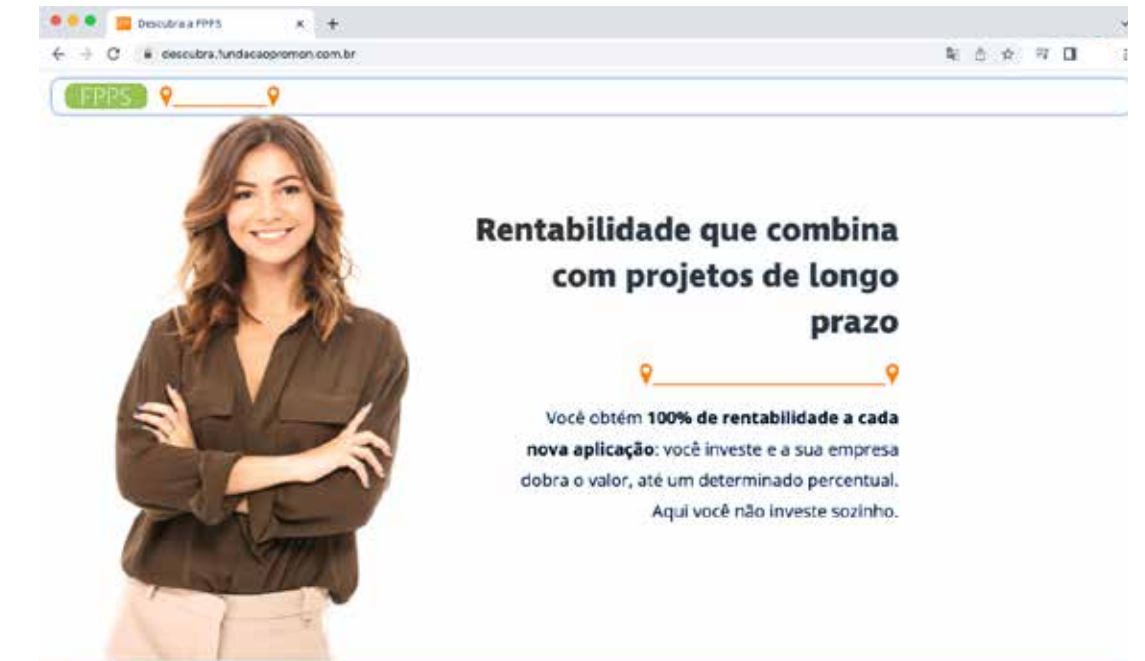 Descubra a FPPS
descubra.fundacaopromon.com.br
FPPS
Rentabilidade que combina
com projetos de longo
prazo
Você obtém 100% de rentabilidade a cada
nova aplicação: você investe e a sua empresa
dobra o valor, até um determinado percentual.
Aqui você não investe sozinho.